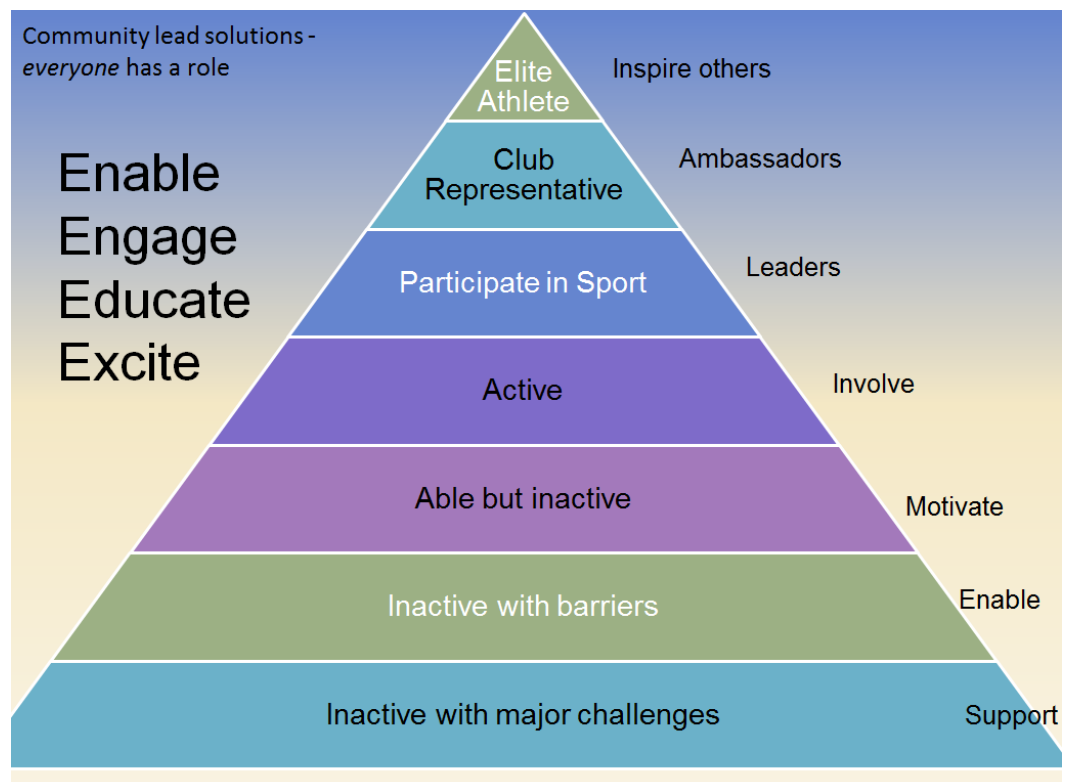 Community lead solutions -
everyone has a role
Enable
Engage
Educate
Excite
Elite
Athlete
Inspire others
Club
Representative
Ambassadors
Participate in Sport
Leaders
Active
Involve
Able but inactive
Motivate
Inactive with barriers
Enable
Inactive with major challenges
Support